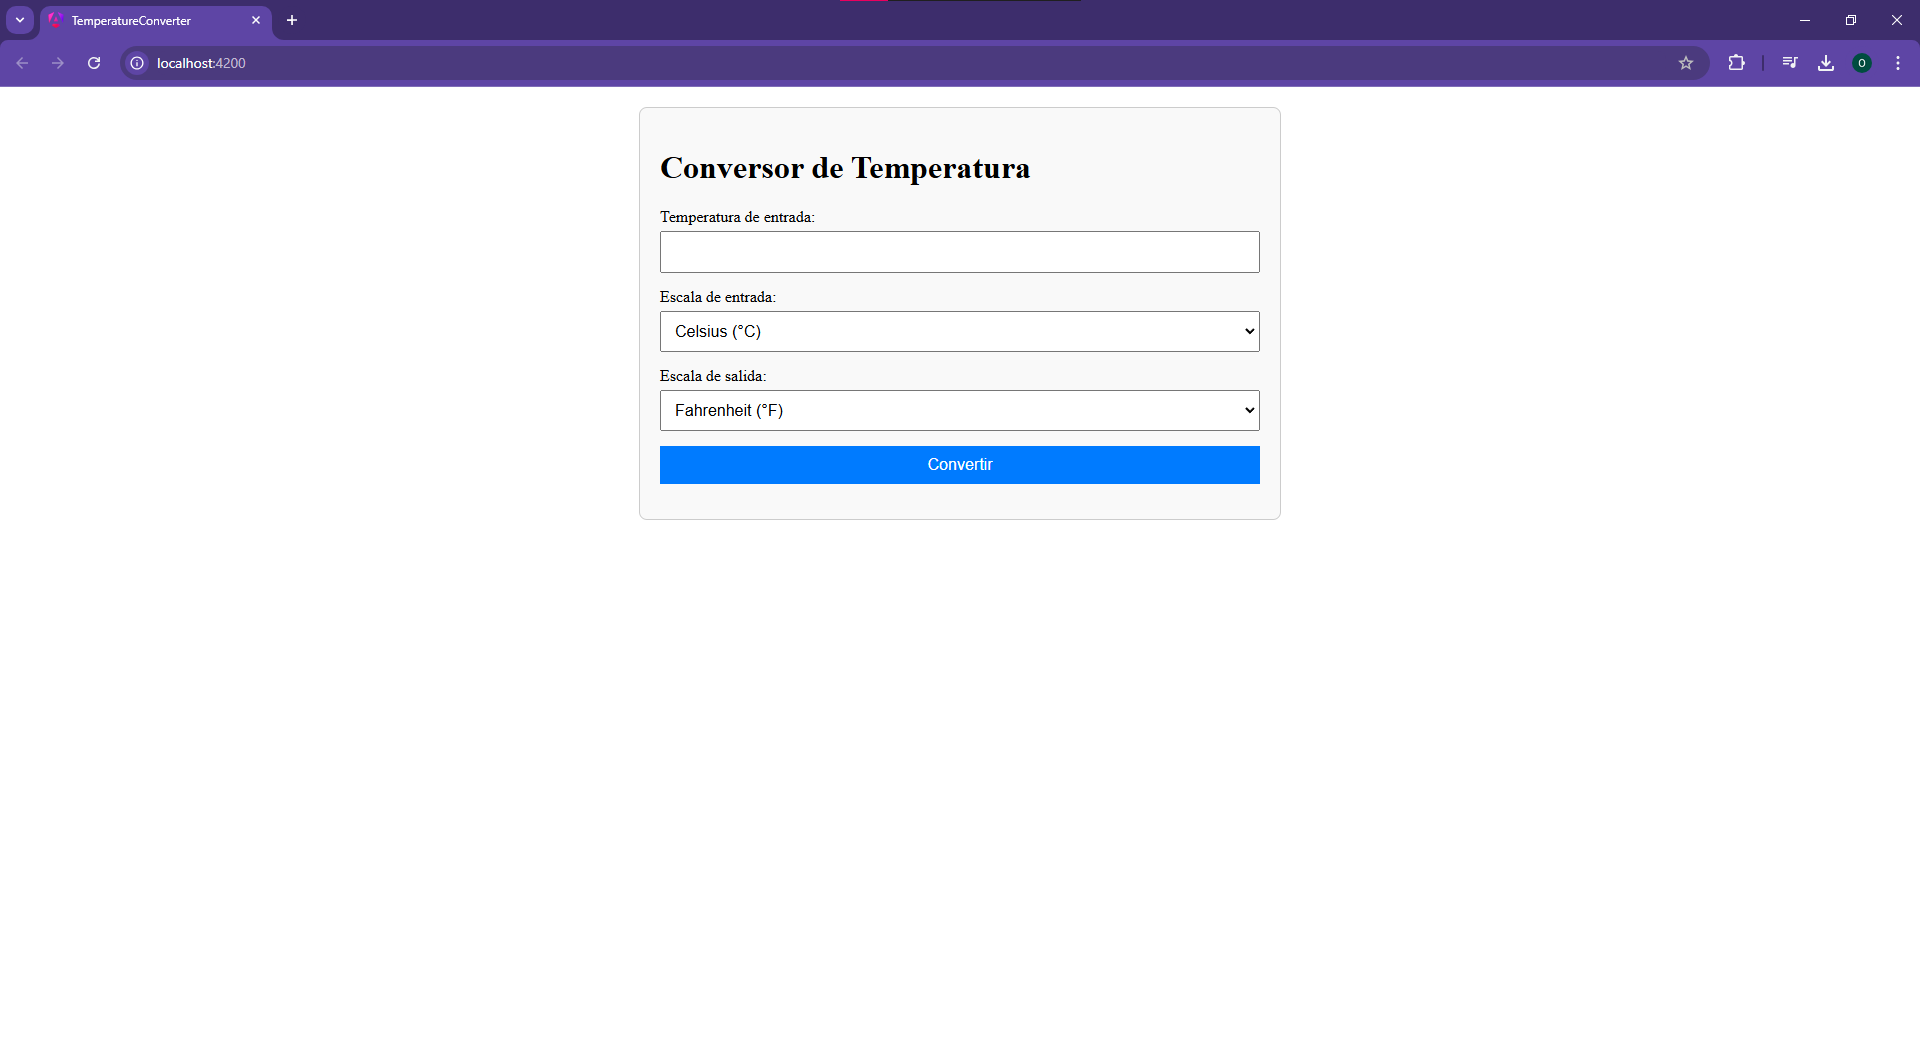 TemperatureConverter
localhost:4200
O
Conversor de Temperatura
Temperatura de entrada:
Escala de entrada:
Celsius (°C)
Escala de salida:
Fahrenheit (°F)
Convertir